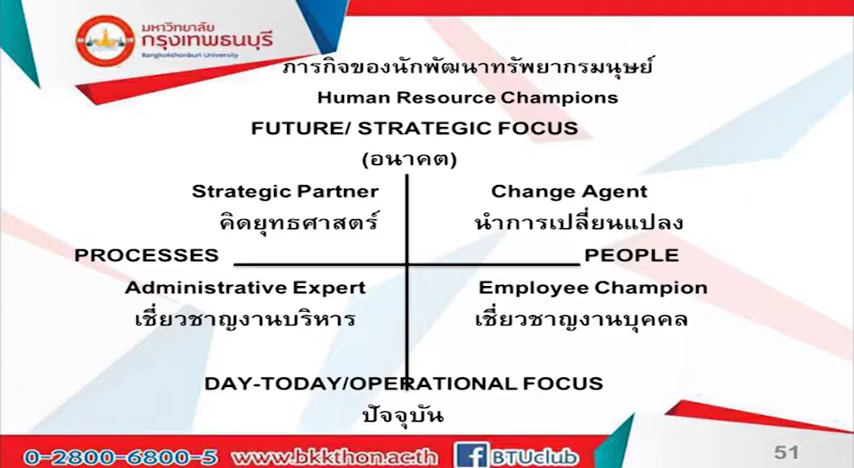 มหาวิทยาลัย
กรุงเทพธนบุรี
Bangkokthonburi University
ภารกิจของนักพัฒนาทรัพยากรมนุษย์
Human Resource Champions
FUTURE/ STRATEGIC FOCUS
(อนาคต)
Strategic Partner
คิดยุทธศาสตร์
Change Agent
นำการเปลี่ยนแปลง
PROCESSES
PEOPLE
Administrative Expert
เชี่ยวชาญงานบริหาร
Employee Champion
เชี่ยวชาญงานบุคคล
DAY-TODAY/OPERATIONAL FOCUS
ปัจจุบัน
0-2800-6800-5 www.bkkthon.ac.th f BTUclub
51